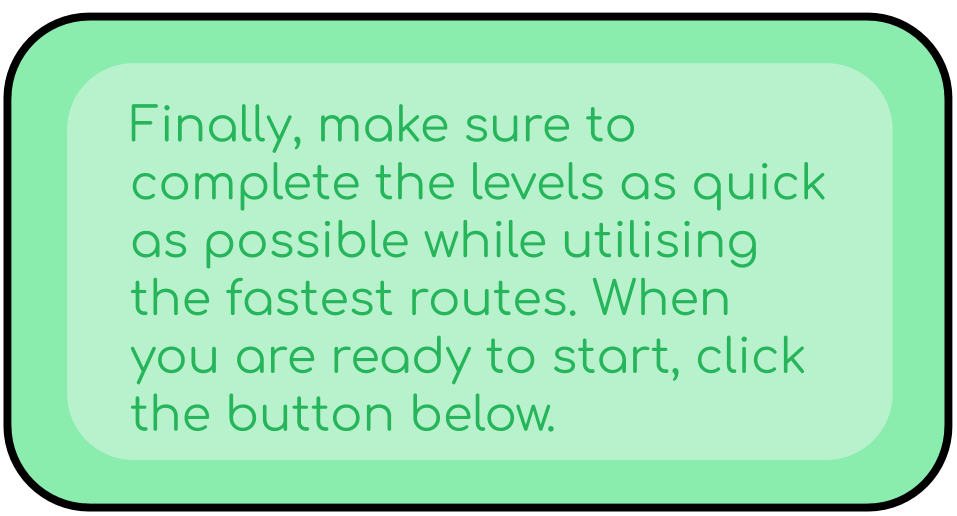 Finally, make sure to
complete the levels as quick
as possible while utilising
the fastest routes. When
you are ready to start, click
the button below.